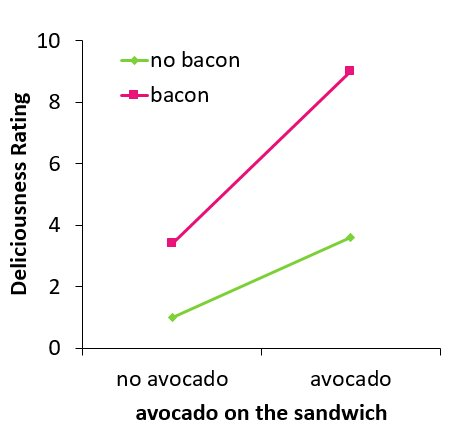 10
no bacon
bacon
8
6
4
2
0
Deliciousness Rating
no avocado
avocado
avocado on the sandwich